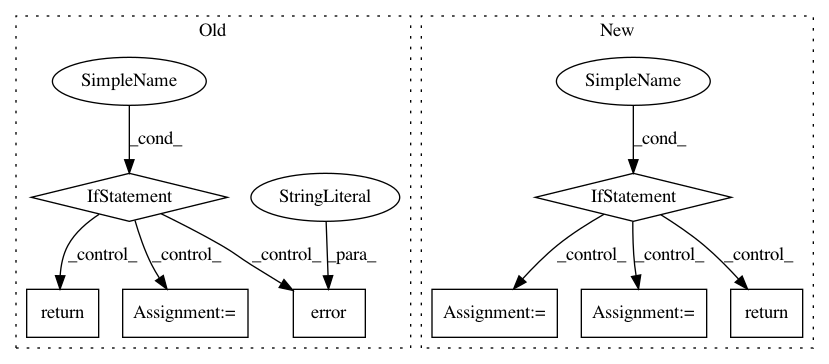 Old
New
SimpleName
SimpleName
_cond_
_cond_
IfStatement
StringLiteral
IfStatement
_control_
_control_
_control_
_para_
_control_
_control_
_control_
return
Assignment:=
error
Assignment:=
Assignment:=
return